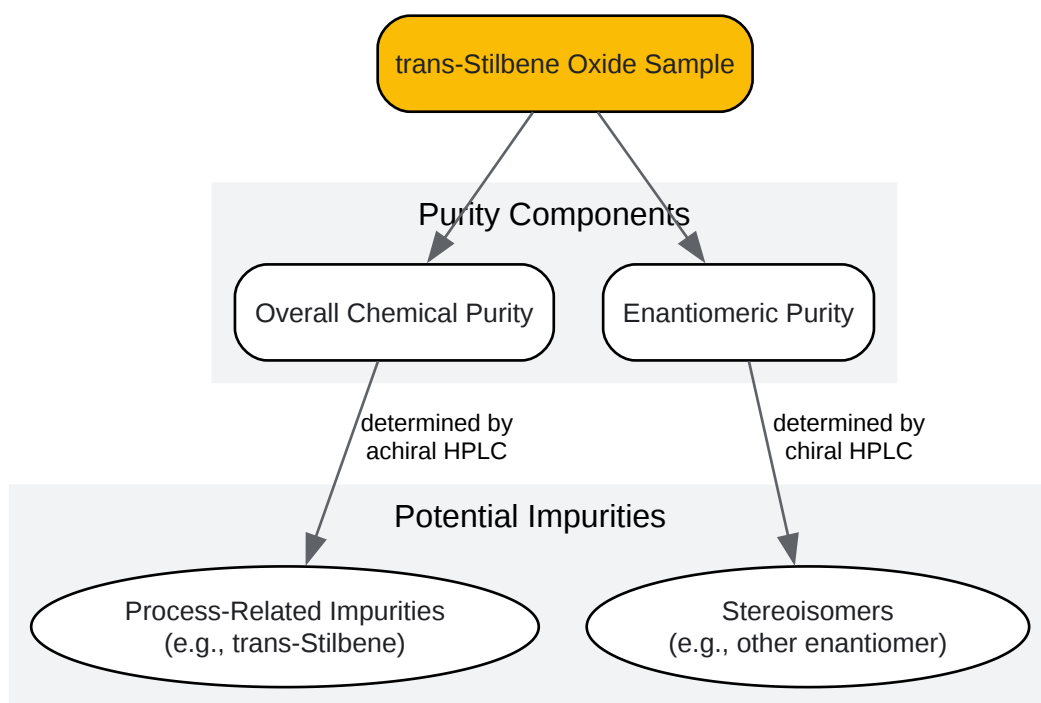 trans-Stilbene Oxide Sample
Purity Components
Overall Chemical Purity
Enantiomeric Purity
determined by
achiral HPLC
determined by
chiral HPLC
Potential Impurities
Process-Related Impurities
(e.g., trans-Stilbene)
Stereoisomers
(e.g., other enantiomer)